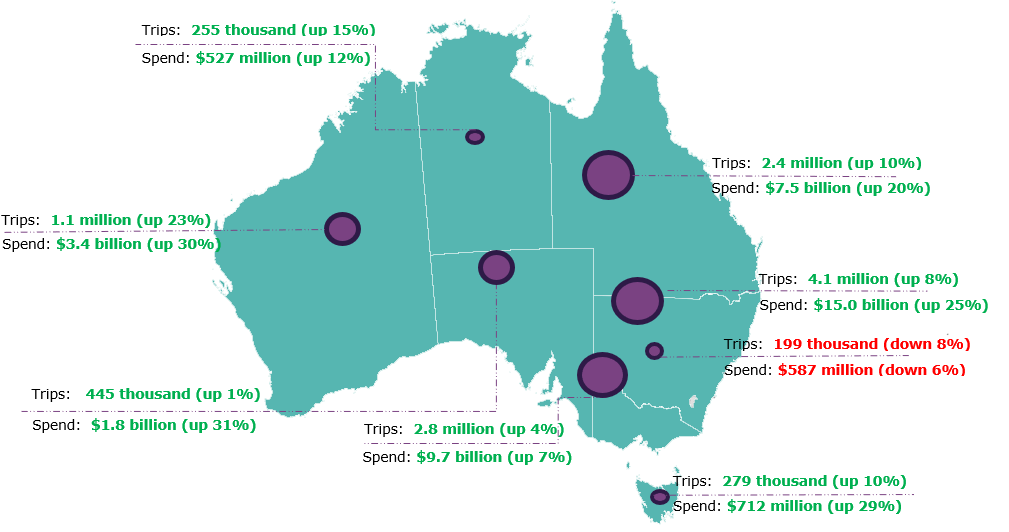 Trips: 255 thousand (up 15%)
Spend: $527 million (up 12%)
Trips: 2.4 million (up 10%)
Spend: $7.5 billion (up 20%)
Trips: 1.1 million (up 23%)
Spend: $3.4 billion (up 30%)
Trips: 4.1 million (up 8%)
Spend: $15.0 billion (up 25%)
Trips: 199 thousand (down 8%)
Spend: $587 million (down 6%)
Trips: 445 thousand (up 1%)
Spend: $1.8 billion (up 31%)
Trips: 2.8 million (up 4%)
Spend: $9.7 billion (up 7%)
Trips: 279 thousand (up 10%)
Spend: $712 million (up 29%)